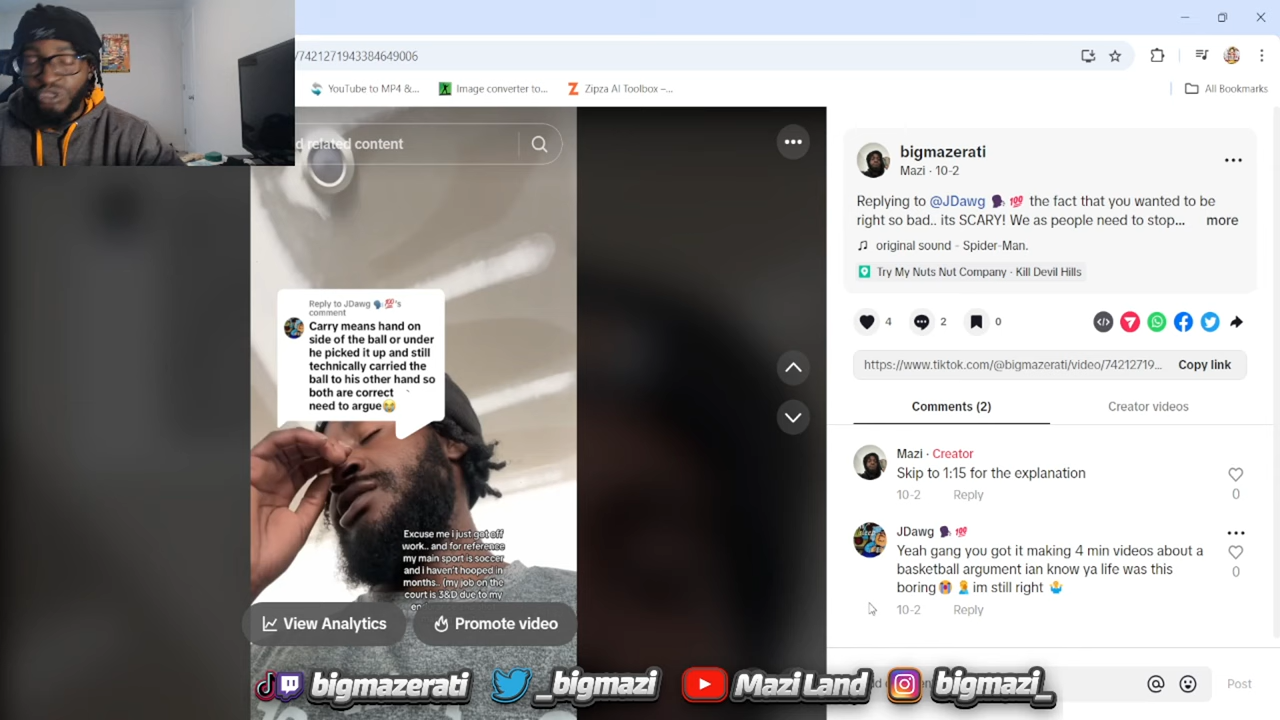 /7421271943384649006
YouTube to MP4 &...
Image converter to...
Zipza AI Toolbox –...
All Bookmarks
d related content
bigmazerati
Mazi · 10-2
Replying to @JDawg 🗣️💯 the fact that you wanted to be
right so bad.. its SCARY! We as people need to stop... more
original sound - Spider-Man.
Try My Nuts Nut Company · Kill Devil Hills
4
2
0
https://www.tiktok.com/@bigmazerati/video/74212719...
Copy link
Comments (2)
Creator videos
Mazi · Creator
Skip to 1:15 for the explanation
10-2
Reply
0
JDawg 🗣️💯
Yeah gang you got it making 4 min videos about a
basketball argument ian know ya life was this
boring😭🤦im still right 🤷
10-2
Reply
0
Post
Reply to JDawg 🗣️💯's
comment
Carry means hand on
side of the ball or under
he picked it up and still
technically carried the
ball to his other hand so
both are correct
need to argue😭
Excuse me i just got off
work.. and for reference
my main sport is soccer
and i haven't hooped in
months.. (my job on the
court is 3&D due to my
View Analytics
Promote video
bigmazerati
_bigmazi
Mazi Land
bigmazi_